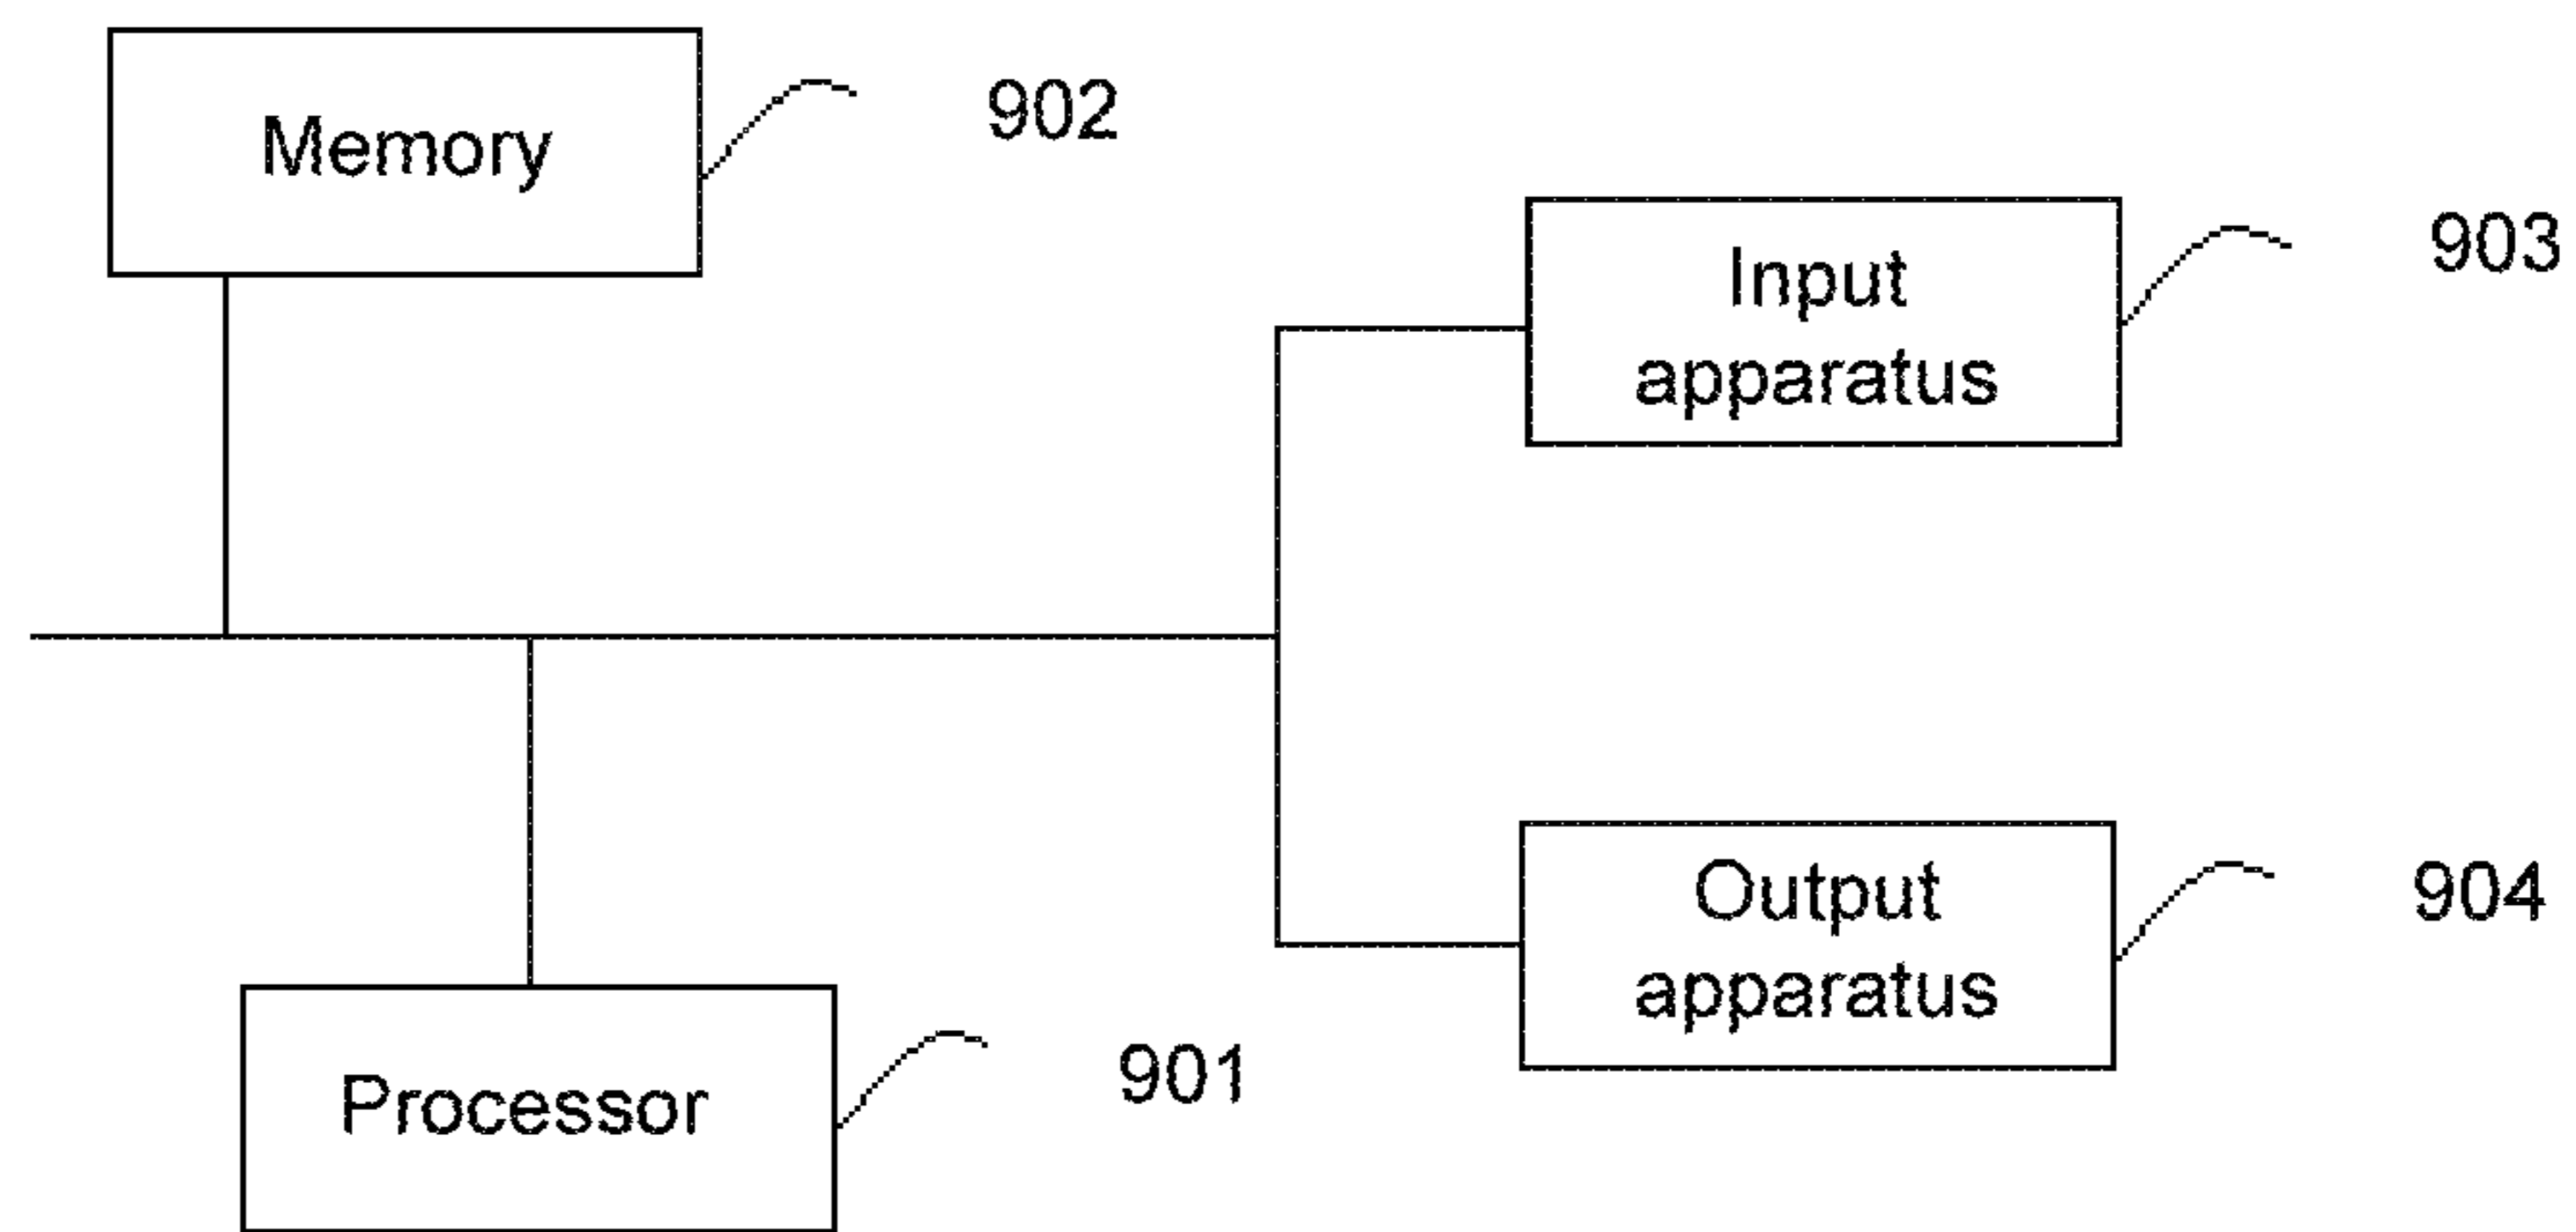 Memory
902
Input
apparatus
903
Output
apparatus
904
Processor
901